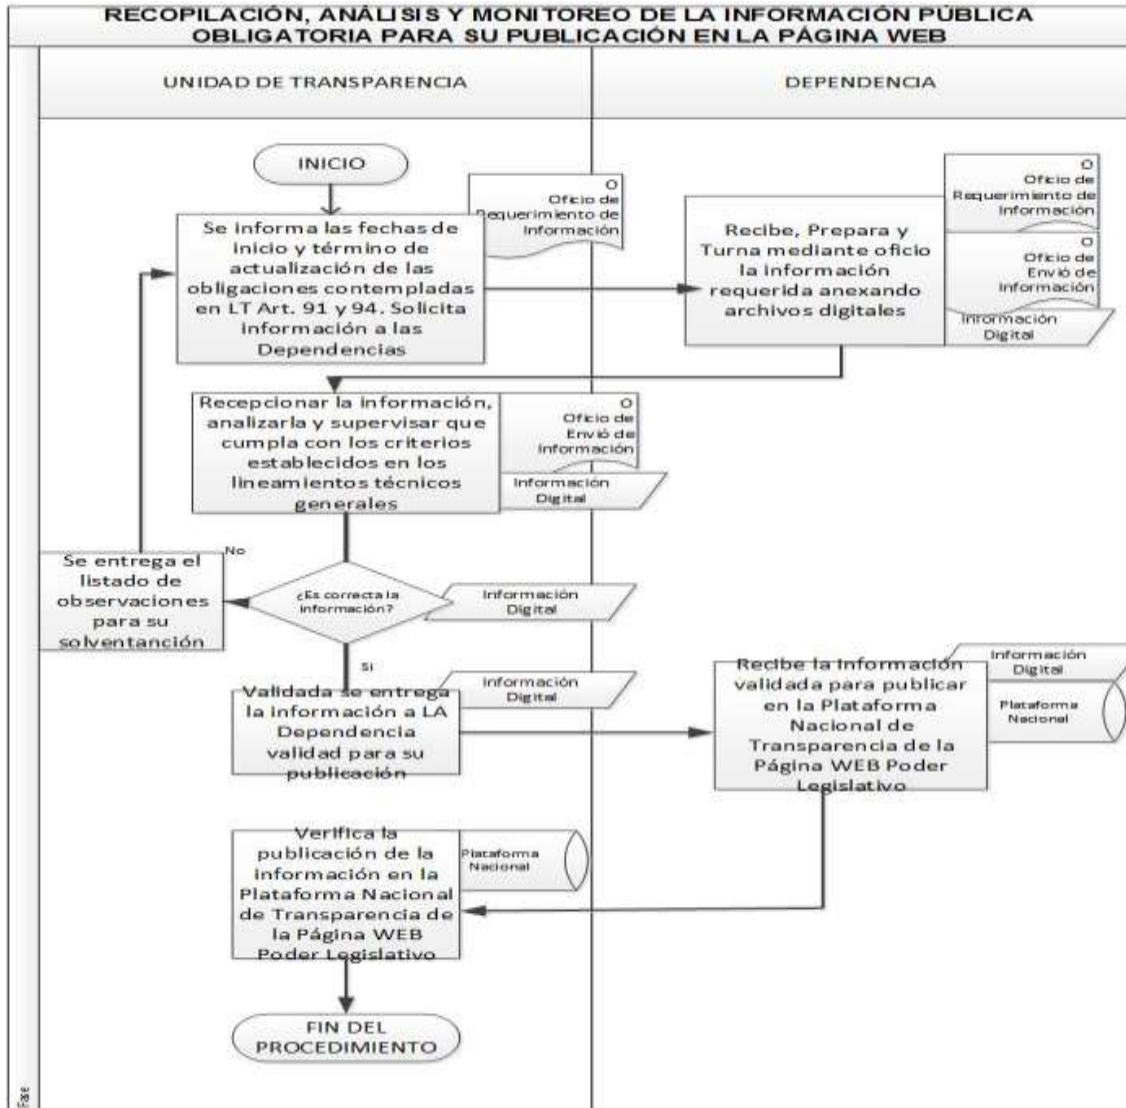 RECOPILACIÓN, ANÁLISIS Y MONITOREO DE LA INFORMACIÓN PÚBLICA
OBLIGATORIA PARA SU PUBLICACIÓN EN LA PÁGINA WEB
UNIDAD DE TRANSPARENCIA
DEPENDENCIA
INICIO
Se informa las fechas de
inicio y término de
actualización de las
obligaciones contempladas
en LT Art. 91 y 94. Solicita
información a las
Dependencias
O
Oficio de
Requerimiento de
Información
Recibe, Prepara y
Turna mediante oficio
la información
requerida anexando
archivos digitales
O
Oficio de
Requerimiento de
Información
O
Oficio de
Envió de
Información
Información
Digital
Recepcionar la información,
analizarla y supervisar que
cumpla con los criterios
establecidos en los
lineamientos técnicos
generales
O
Oficio de
Envió de
Información
Información
Digital
¿Es correcta la
información?
Información
Digital
No
Se entrega el
listado de
observaciones
para su
solventanción
Si
Validada se entrega
la información a LA
Dependencia
validad para su
publicación
Información
Digital
Recibe la información
validada para publicar
en la Plataforma
Nacional de
Transparencia de la
Página WEB Poder
Legislativo
Información
Digital
Plataforma
Nacional
Verifica la
publicación de la
información en la
Plataforma Nacional
de Transparencia de
la Página WEB
Poder Legislativo
Plataforma
Nacional
FIN DEL
PROCEDIMIENTO
Fase